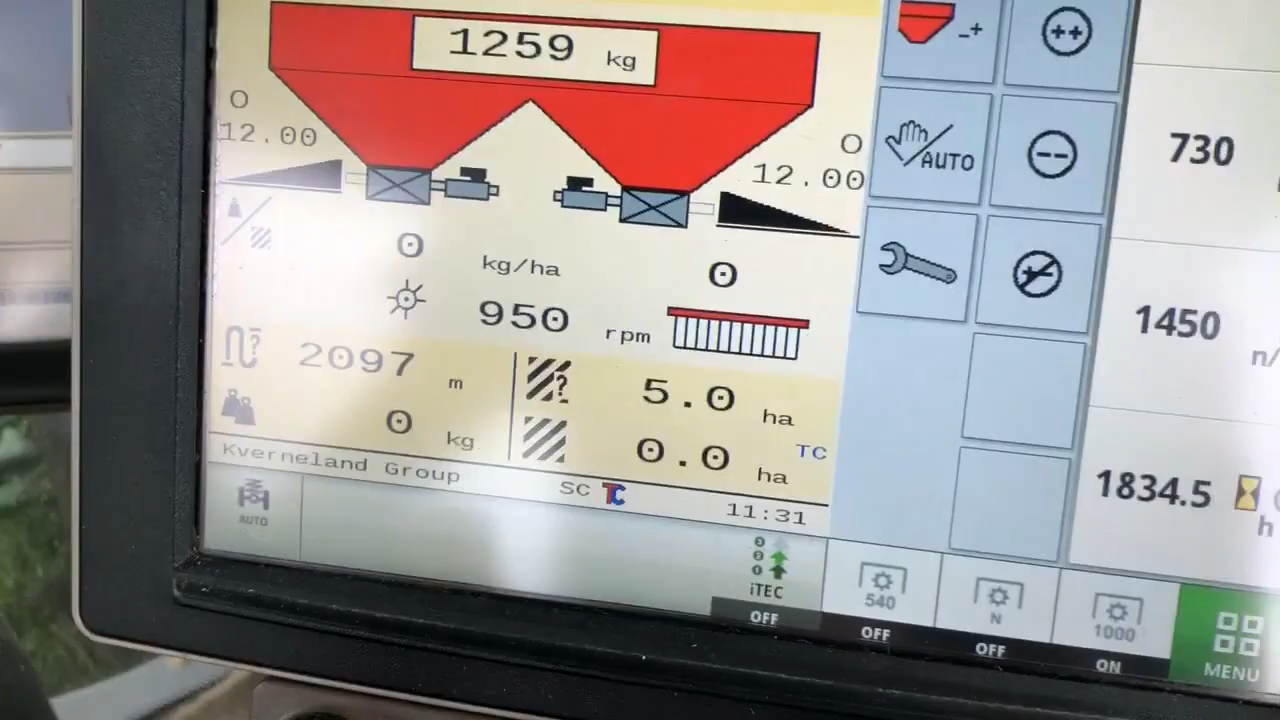 1259 kg
-+
++
0
12.00
0
12.00
AUTO
--
730
0
kg/ha
0
950 rpm
1450
n/
2097 m
?
5.0 ha
0 kg
0.0 ha
TC
1834.5
h
Kverneland Group
SC TC
11:31
AUTO
iTEC
OFF
540
OFF
N
OFF
1000
ON
MENU